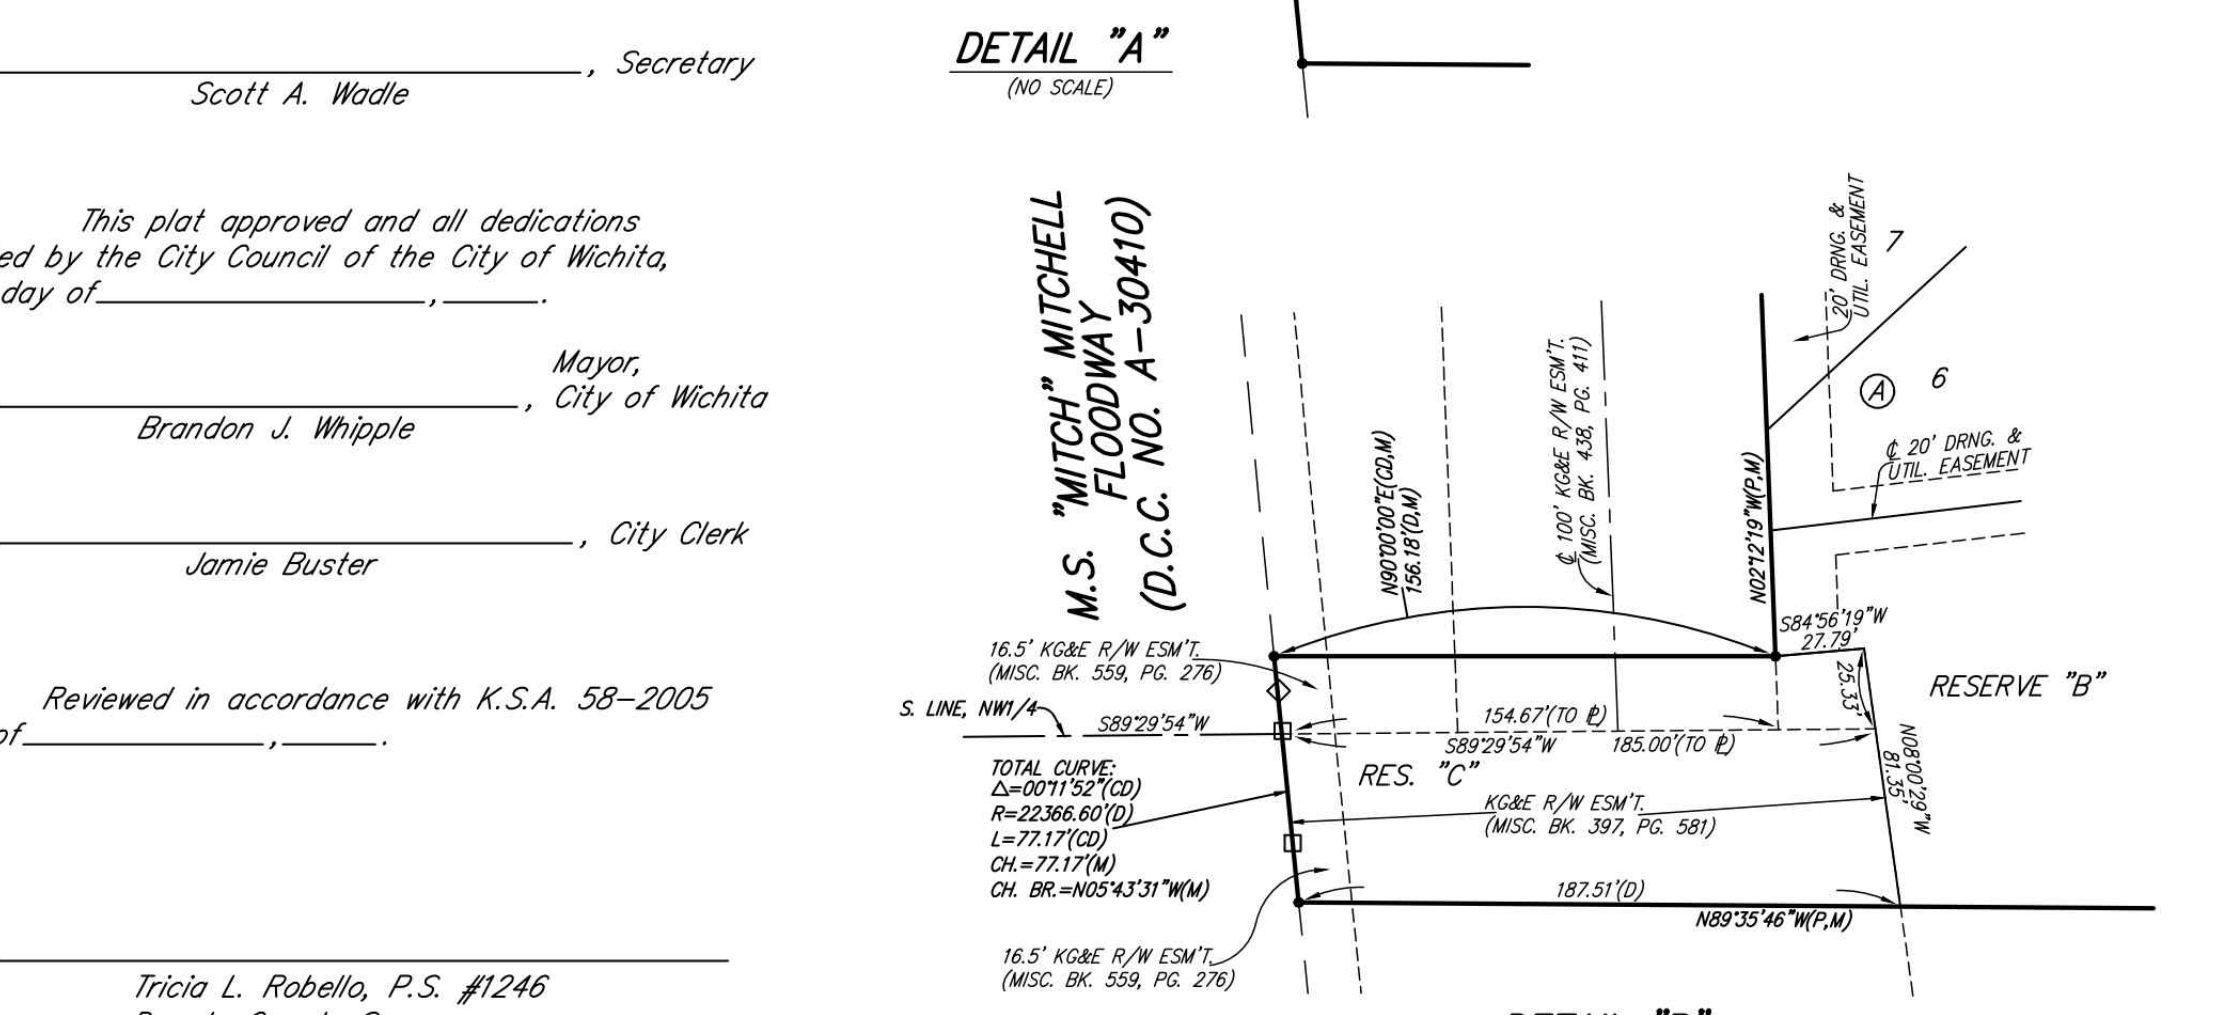 , Secretary
Scott A. Wadle
This plat approved and all dedications
ed by the City Council of the City of Wichita,
day of , .
Mayor,
, City of Wichita
Brandon J. Whipple
, City Clerk
Jamie Buster
Reviewed in accordance with K.S.A. 58-2005
of , .
Tricia L. Robello, P.S. #1246
DETAIL "A"
(NO SCALE)
M.S. "MITCH" MITCHELL
FLOODWAY
(D.C.C. NO. A-30410)
20' DRNG. &
UTIL. EASEMENT
7
A
6
₵ 20' DRNG. &
UTIL. EASEMENT
N90°00'00"E(CD,M)
156.18'(D,M)
₵ 100' KG&E R/W ESM'T.
(MISC. BK. 438, PG. 411)
N02°12'19"W(P,M)
S84°56'19"W
27.79'
25.33'
RESERVE "B"
16.5' KG&E R/W ESM'T.
(MISC. BK. 559, PG. 276)
S. LINE, NW1/4
S89°29'54"W
154.67'(TO ⅊)
S89°29'54"W
185.00'(TO ⅊)
N08°00'29"W
81.35'
RES. "C"
TOTAL CURVE:
Δ=00°11'52"(CD)
R=22366.60'(D)
L=77.17'(CD)
CH.=77.17'(M)
CH. BR.=N05°43'31"W(M)
KG&E R/W ESM'T.
(MISC. BK. 397, PG. 581)
187.51'(D)
N89°35'46"W(P,M)
16.5' KG&E R/W ESM'T.
(MISC. BK. 559, PG. 276)